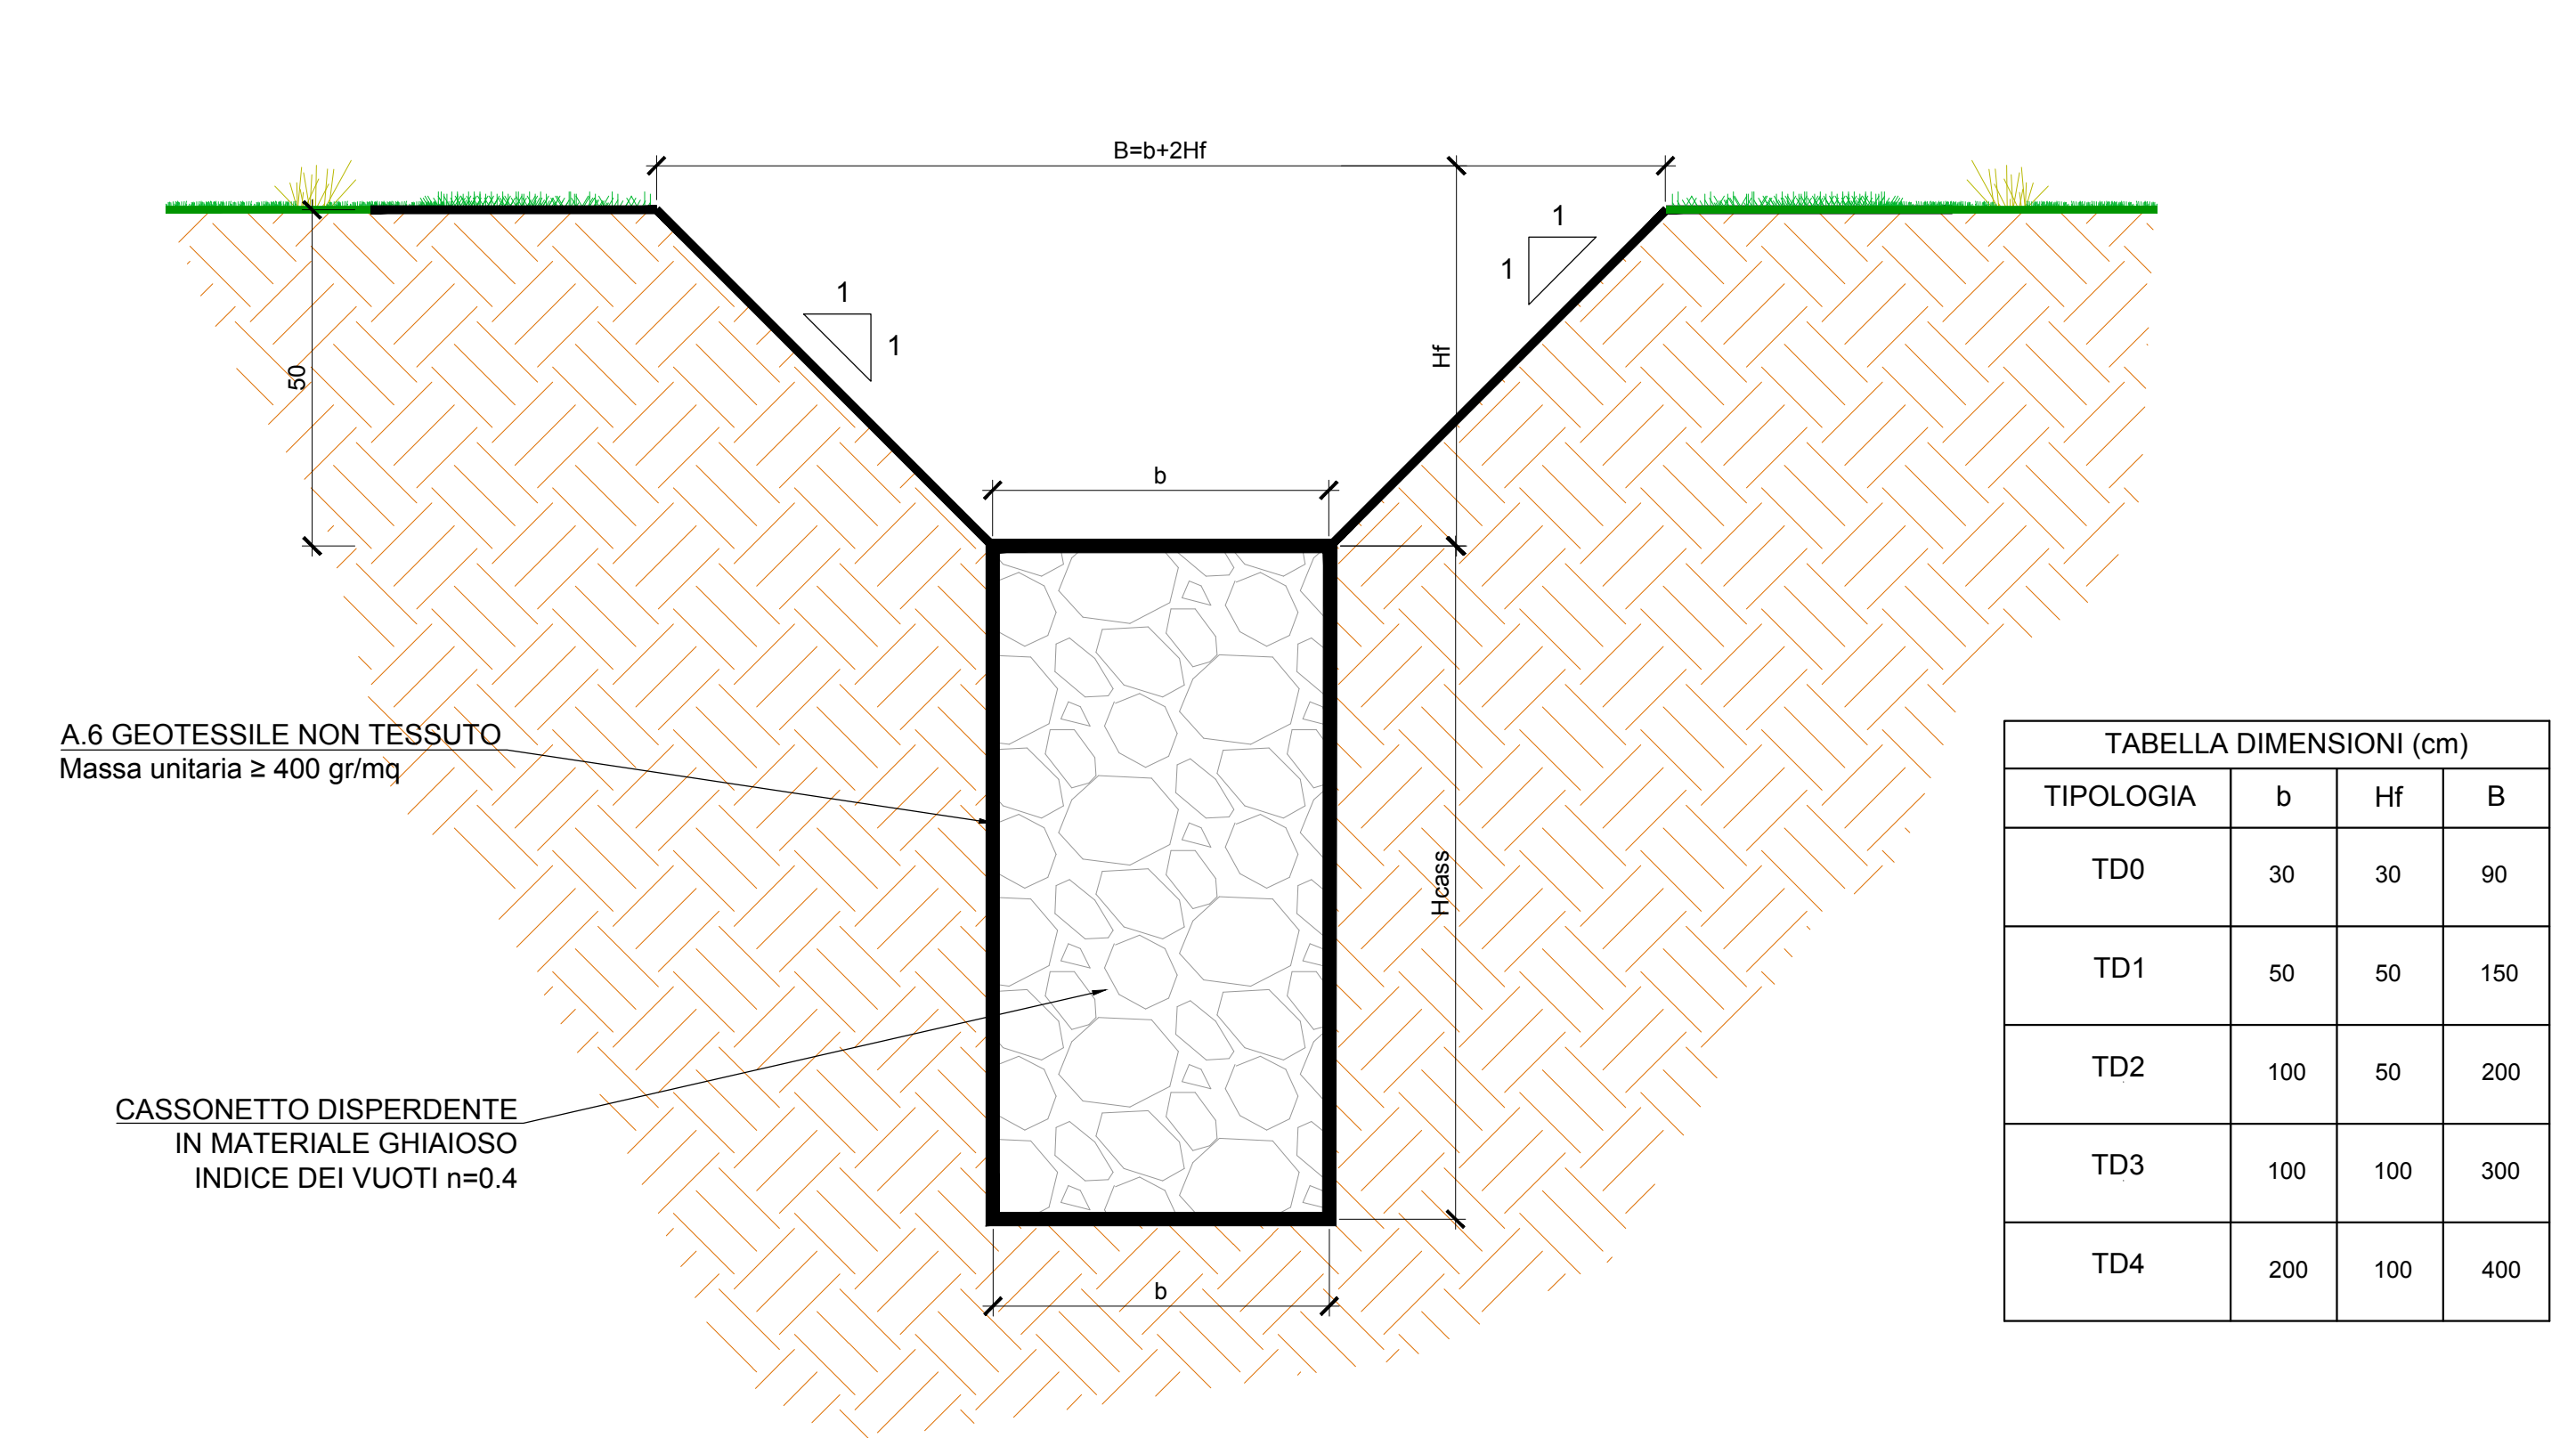 B=b+2Hf
1
1
1
1
50
Hf
b
A.6 GEOTESSILE NON TESSUTO
Massa unitaria ≥ 400 gr/mq
Hcass
CASSONETTO DISPERDENTE
IN MATERIALE GHIAIOSO
INDICE DEI VUOTI n=0.4
b
TABELLA DIMENSIONI (cm)
TIPOLOGIA b Hf B
TD0 30 30 90
TD1 50 50 150
TD2 100 50 200
TD3 100 100 300
TD4 200 100 400